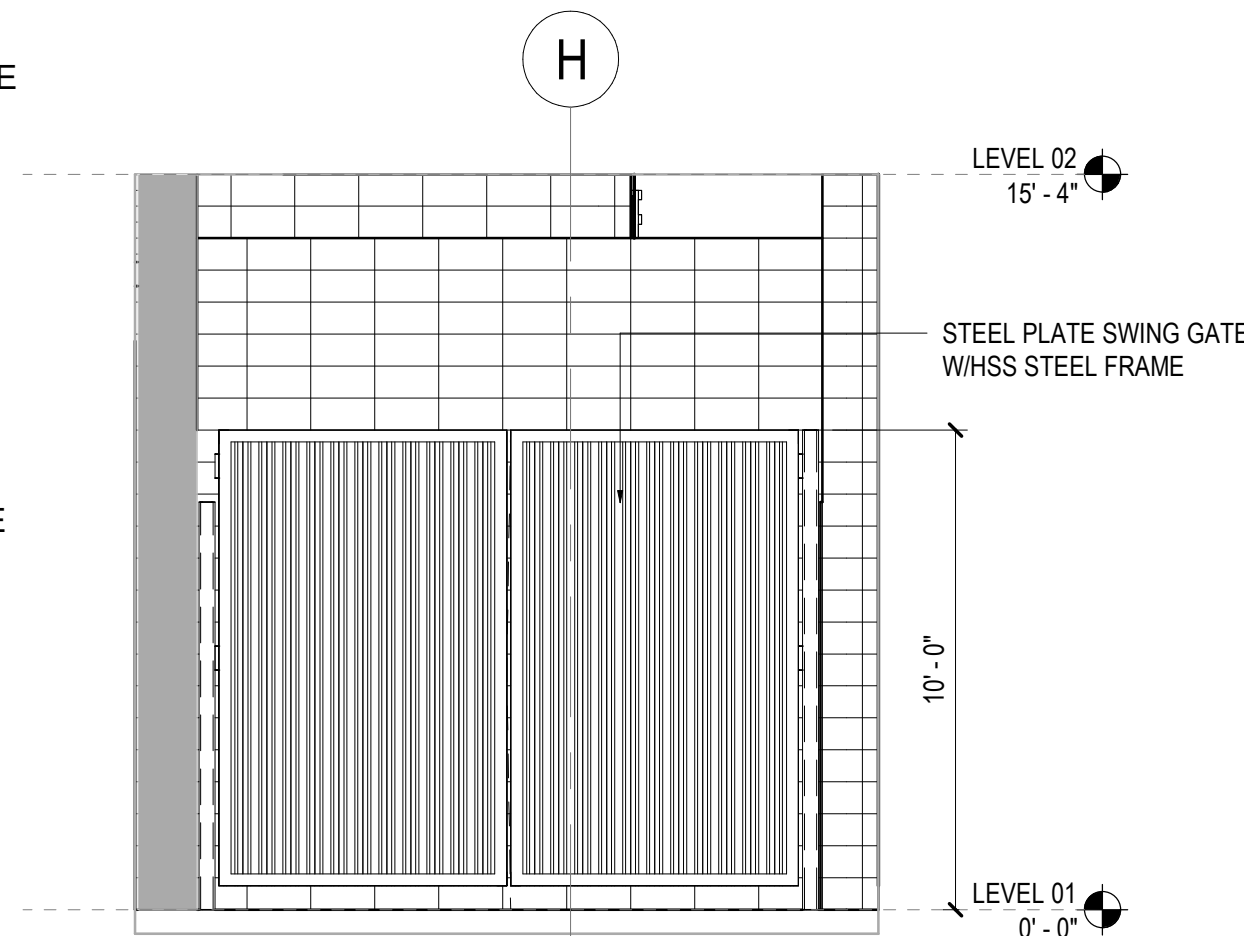 H
E
LEVEL 02
15' - 4"
STEEL PLATE SWING GATE
W/HSS STEEL FRAME
E
10' - 0"
LEVEL 01
0' - 0"